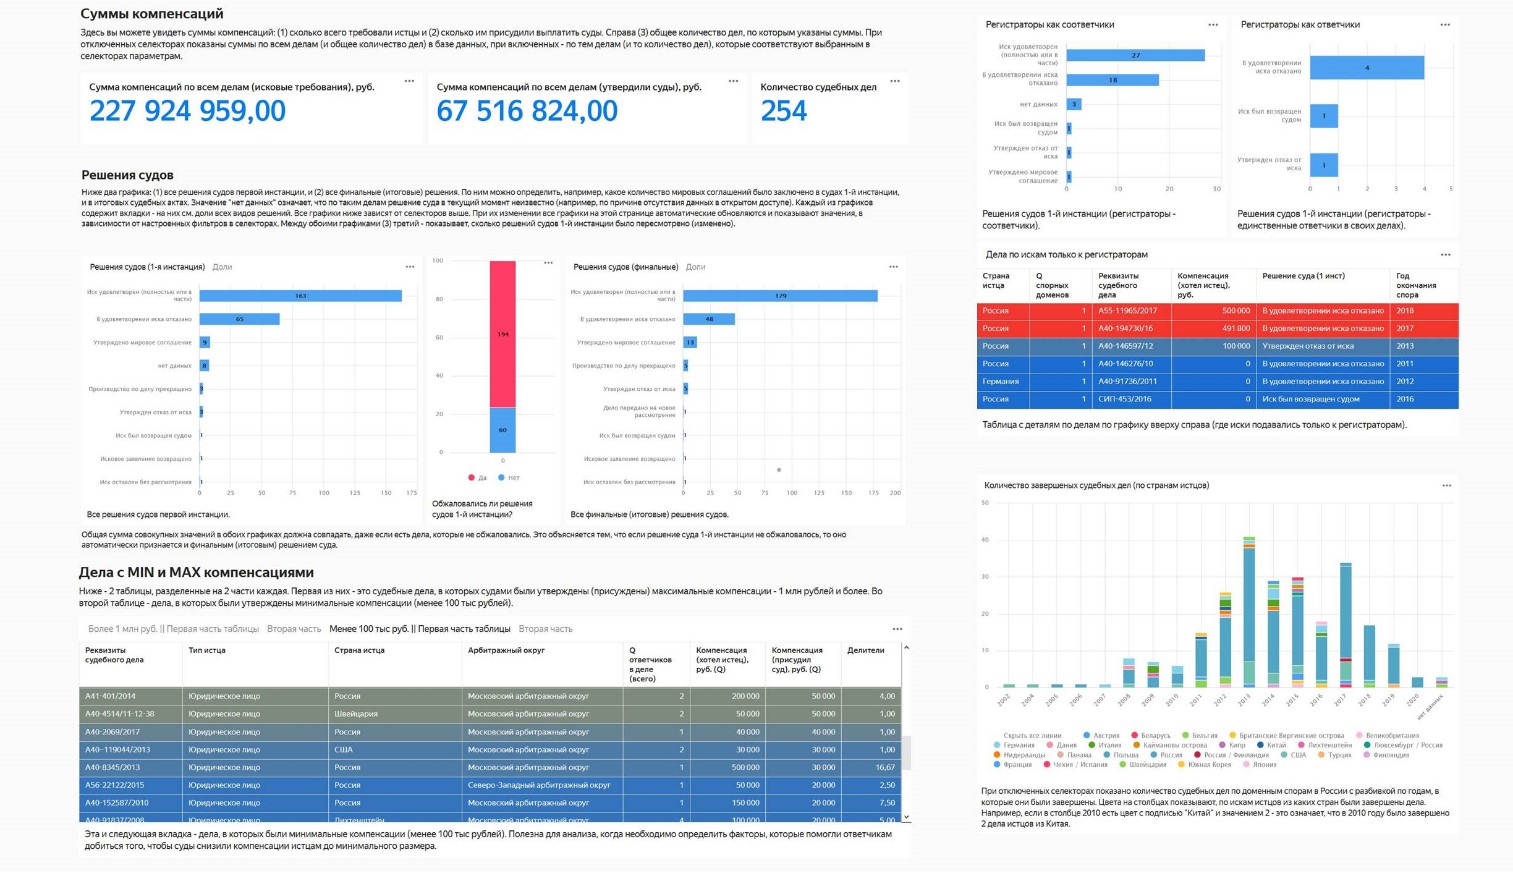 Суммы компенсаций
Здесь вы можете увидеть суммы компенсаций: (1) сколько всего требовали истцы и (2) сколько им присудили выплатить суды. Справа (3) общее количество дел, по которым указаны суммы. При
отключенных селекторах показаны суммы по всем делам (и общее количество дел) в базе данных, при включенных - по тем делам (и то количество дел), которые соответствуют выбранным в
селекторах параметрам.
Сумма компенсаций по всем делам (исковые требования), руб.
227 924 959,00
Сумма компенсаций по всем делам (утвердили суды), руб.
67 516 824,00
Количество судебных дел
254
Решения судов
Ниже два графика: (1) все решения судов первой инстанции, и (2) все финальные (итоговые) решения. По ним можно определить, например, какое количество мировых соглашений было заключено в судах 1-й инстанции,
и в итоговых судебных актах. Значение "нет данных" означает, что по таким делам решение суда в текущий момент неизвестно (например, по причине отсутствия данных в открытом доступе). Каждый из графиков
содержит вкладки - на них см. доли всех видов решений. Все графики ниже зависят от селекторов выше. При их изменении все графики на этой странице автоматические обновляются и показывают значения, в
зависимости от настроенных фильтров в селекторах. Между обоими графиками (3) третий - показывает, сколько решений судов 1-й инстанции было пересмотрено (изменено).
Решения судов (1-я инстанция) Доли
Иск удовлетворен (полностью или в
части)
163
В удовлетворении иска отказано
65
Утверждено мировое соглашение
9
нет данных
8
Производство по делу прекращено
3
Утвержден отказ от иска
3
Иск был возвращен судом
1
Исковое заявление возвращено
1
Иск оставлен без рассмотрения
1
0 25 50 75 100 125 150 175
Все решения судов первой инстанции.
100
80
60
40
20
0
194
60
0
Да Нет
Обжаловались ли решения
судов 1-й инстанции?
Решения судов (финальные) Доли
Иск удовлетворен (полностью или в
части)
179
В удовлетворении иска отказано
48
Утверждено мировое соглашение
13
Производство по делу прекращено
5
Утвержден отказ от иска
5
Дело передано на новое
рассмотрение
1
Иск был возвращен судом
1
Исковое заявление возвращено
1
Иск оставлен без рассмотрения
1
0 25 50 75 100 125 150 175 200
Все финальные (итоговые) решения судов.
Общая сумма совокупных значений в обоих графиках должна совпадать, даже если есть дела, которые не обжаловались. Это объясняется тем, что если решение суда 1-й инстанции не обжаловалось, то оно
автоматически признается и финальным (итоговым) решением суда.
Дела с MIN и MAX компенсациями
Ниже - 2 таблицы, разделенные на 2 части каждая. Первая из них - это судебные дела, в которых судами были утверждены (присуждены) максимальные компенсации - 1 млн рублей и более. Во
второй таблице - дела, в которых были утверждены минимальные компенсации (менее 100 тыс рублей).
Более 1 млн руб. || Первая часть таблицы Вторая часть Менее 100 тыс руб. || Первая часть таблицы Вторая часть
Реквизиты судебного дела Тип истца Страна истца Арбитражный округ Q ответчиков в деле (всего) Компенсация (хотел истец), руб. (Q) Компенсация (присудил суд), руб. (Q) Делители
А41-401/2014 Юридическое лицо Россия Московский арбитражный округ 2 200 000 50 000 4,00
А40-4514/11-12-38 Юридическое лицо Швейцария Московский арбитражный округ 2 50 000 50 000 1,00
А40-2069/2017 Юридическое лицо Россия Московский арбитражный округ 1 40 000 40 000 1,00
А40-119044/2013 Юридическое лицо США Московский арбитражный округ 2 30 000 30 000 1,00
А40-8345/2013 Юридическое лицо Россия Московский арбитражный округ 1 500 000 30 000 16,67
А56-22122/2015 Юридическое лицо Россия Северо-Западный арбитражный округ 1 50 000 20 000 2,50
А40-152587/2010 Юридическое лицо Россия Московский арбитражный округ 1 150 000 20 000 7,50
А40-91837/2008 Юридическое лицо Лихтенштейн Московский арбитражный округ 4 100 000 20 000 5,00
Эта и следующая вкладка - дела, в которых были минимальные компенсации (менее 100 тыс рублей). Полезна для анализа, когда необходимо определить факторы, которые помогли ответчикам
добиться того, чтобы суды снизили компенсации истцам до минимального размера.
Регистраторы как соответчики
Иск удовлетворен
(полностью или в
части)
27
В удовлетворении иска
отказано
18
нет данных
3
Иск был возвращен
судом
1
Утвержден отказ от
иска
1
Утверждено мировое
соглашение
1
0 10 20 30
Решения судов 1-й инстанции (регистраторы -
соответчики).
Регистраторы как ответчики
В удовлетворении
иска отказано
4
Иск был возвращен
судом
1
Утвержден отказ от
иска
1
0 1 2 3 4 5
Решения судов 1-й инстанции (регистраторы -
единственные ответчики в своих делах).
Дела по искам только к регистраторам
Страна истца Q спорных доменов Реквизиты судебного дела Компенсация (хотел истец), руб. Решение суда (1 инст) Год окончания спора
Россия 1 А55-11965/2017 500 000 В удовлетворении иска отказано 2018
Россия 1 А40-194730/16 491 800 В удовлетворении иска отказано 2017
Россия 1 А40-146597/12 100 000 Утвержден отказ от иска 2013
Россия 1 А40-146276/10 0 В удовлетворении иска отказано 2011
Германия 1 А40-91736/2011 0 В удовлетворении иска отказано 2012
Россия 1 СИП-453/2016 0 Иск был возвращен судом 2016
Таблица с деталями по делам по графику вверху справа (где иски подавались только к регистраторам).
Количество завершеных судебных дел (по странам истцов)
50
40
30
20
10
0
2002 2004 2005 2006 2007 2008 2009 2010 2011 2012 2013 2014 2015 2016 2017 2018 2019 2020 нет данных
Скрыть все линии Австрия Беларусь Бельгия Британские Виргинские острова Великобритания
Германия Дания Италия Каймановы острова Кипр Китай Лихтенштейн Люксембург / Россия
Нидерланды Панама Польша Россия Россия / Финляндия США Турция Финляндия
Франция Чехия / Испания Швейцария Южная Корея Япония
При отключенных селекторах показано количество судебных дел по доменным спорам в России с разбивкой по годам, в
которые они были завершены. Цвета на столбцах показывают, по искам истцов из каких стран были завершены дела.
Например, если в столбце 2010 есть цвет с подписью "Китай" и значением 2 - это означает, что в 2010 году было завершено
2 дела истцов из Китая.